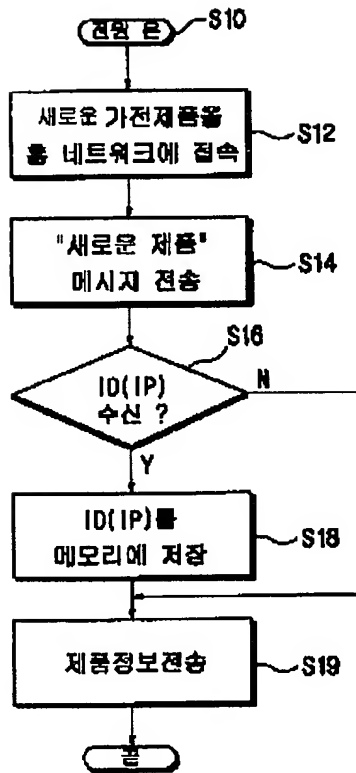 전원 온
S10
새로운 가전제품을
홈 네트워크에 접속
S12
"새로운 제품"
메시지 전송
S14
S16
ID(IP)
수신 ?
N
Y
ID(IP)를
메모리에 저장
S18
제품정보전송
S19
끝